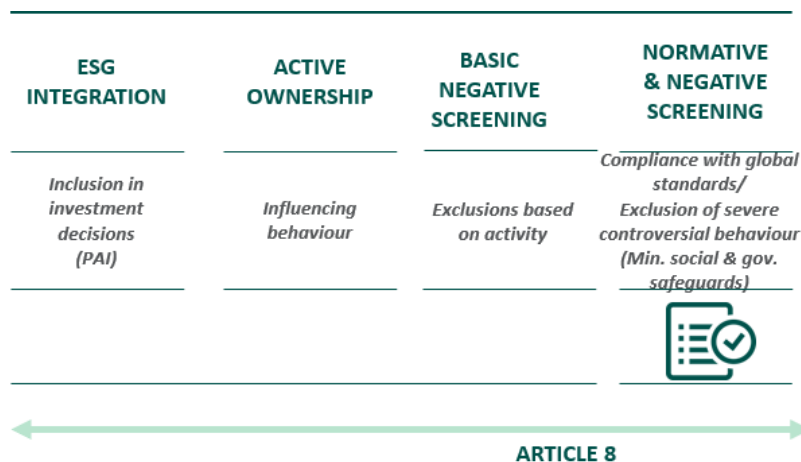 ESG
INTEGRATION
ACTIVE
OWNERSHIP
BASIC
NEGATIVE
SCREENING
NORMATIVE
& NEGATIVE
SCREENING
Inclusion in
investment
decisions
(PAI)
Influencing
behaviour
Exclusions based
on activity
Compliance with global
standards/
Exclusion of severe
controversial behaviour
(Min. social & gov.
safeguards)
ARTICLE 8